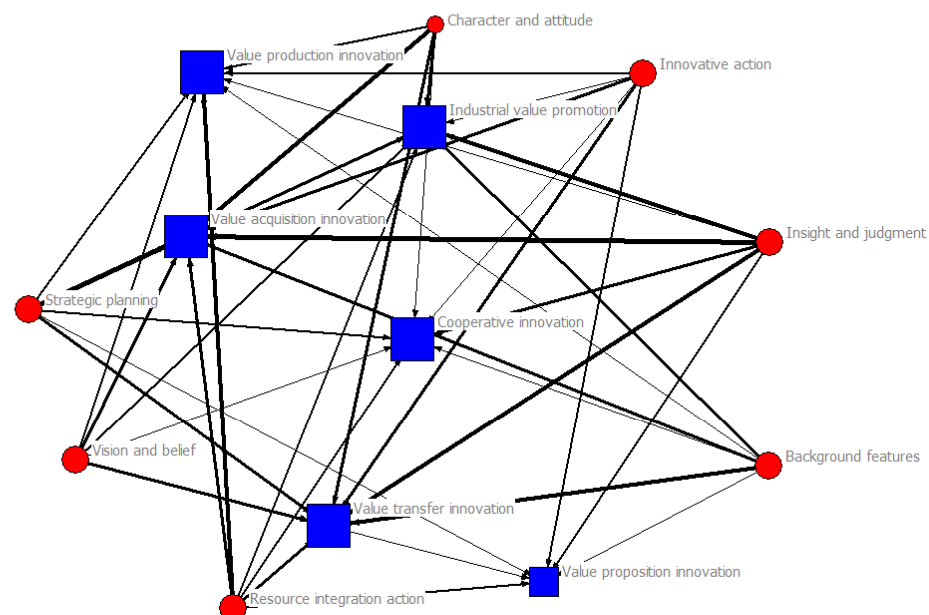 Character and attitude
Value production innovation
Innovative action
Industrial value promotion
Value acquisition innovation
Insight and judgment
Strategic planning
Cooperative innovation
Vision and belief
Background features
Value transfer innovation
Value proposition innovation
Resource integration action